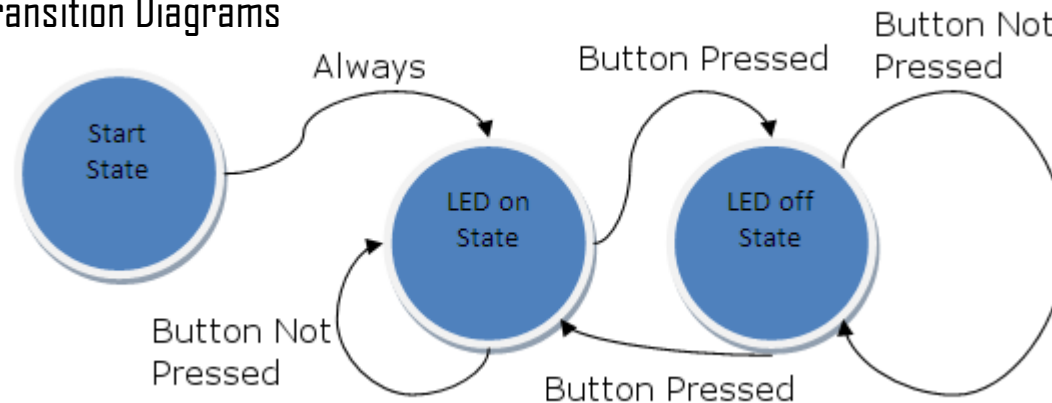 ransition Diagrams
Always
Button Pressed
Button Not
Pressed
Start
State
LED on
State
LED off
State
Button Not
Pressed
Button Pressed